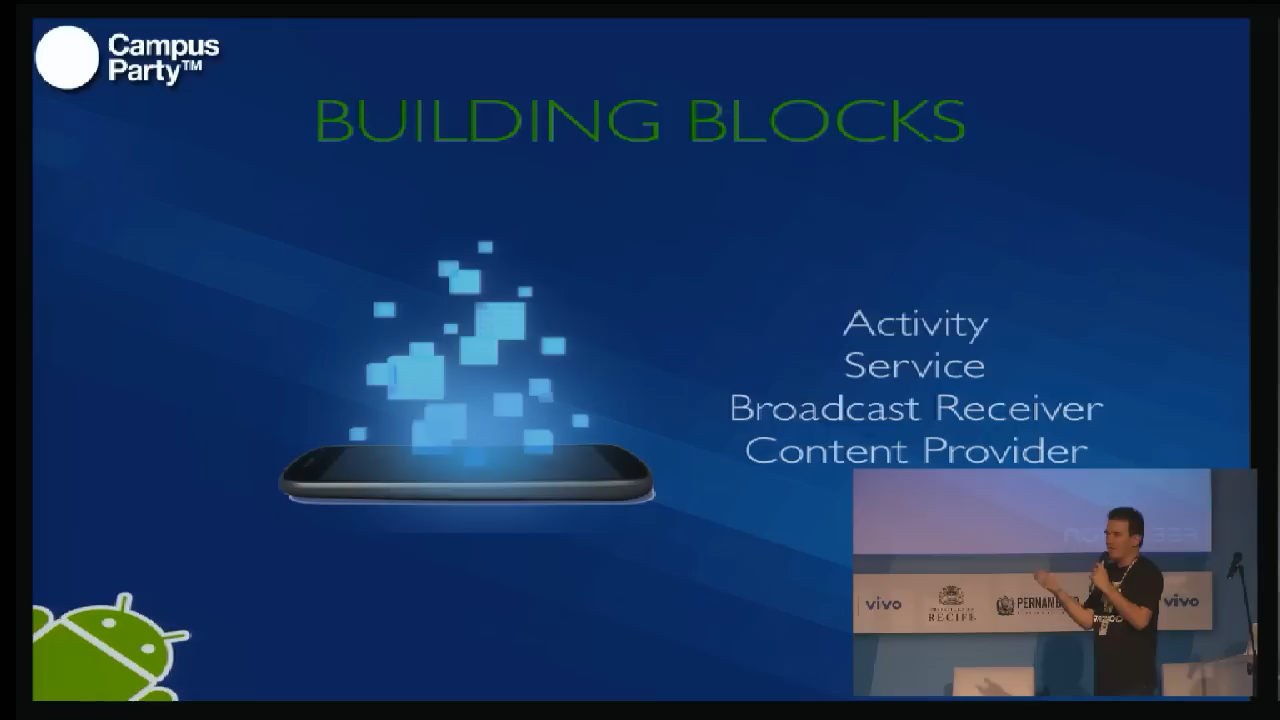 Campus
Party™
BUILDING BLOCKS
Activity
Service
Broadcast Receiver
Content Provider
vivo
RECIFE
vivo